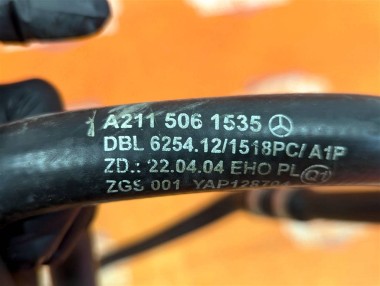 A211 506 1535
DBL 6254.12/1518PC/A1P
ZD.: 22.04.04 EHO PL
ZGS 001